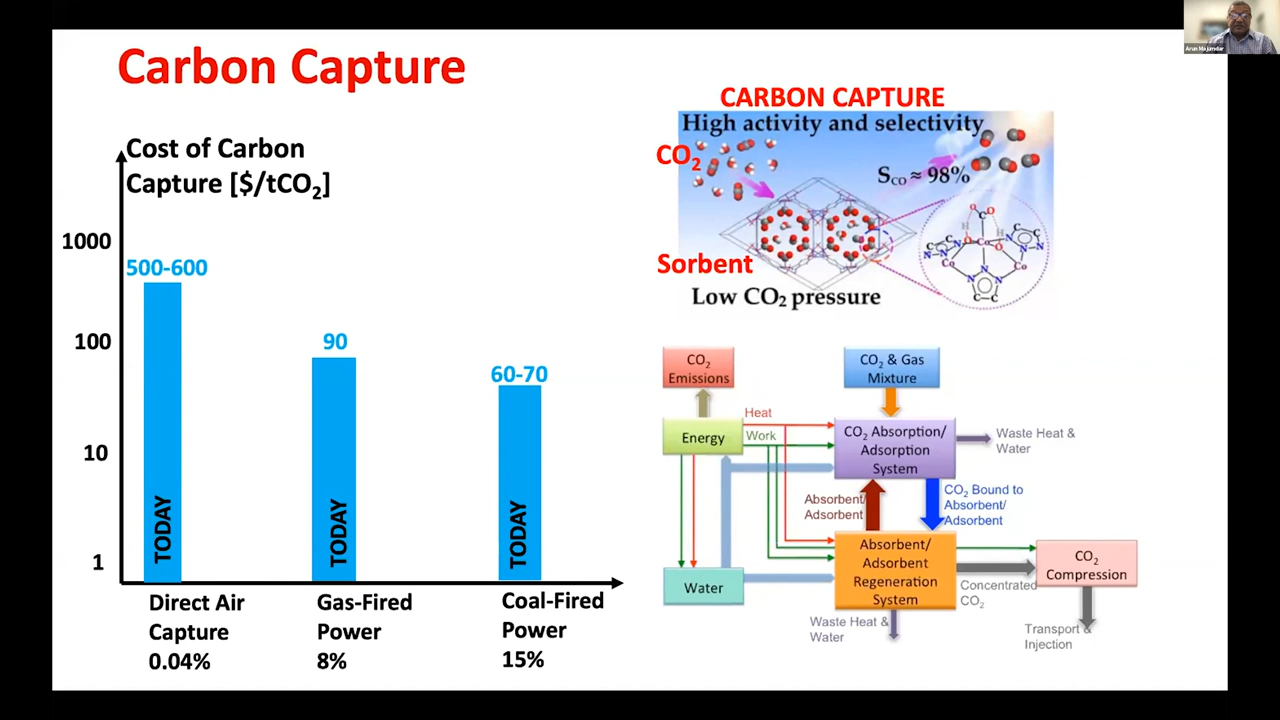 Arun Majumdar
Carbon Capture
Cost of Carbon
Capture [$/tCO₂]
1000
100
10
1
500-600
90
60-70
TODAY
TODAY
TODAY
Direct Air
Capture
0.04%
Gas-Fired
Power
8%
Coal-Fired
Power
15%
CARBON CAPTURE
High activity and selectivity
CO₂
S_CO ≈ 98%
Sorbent
Low CO₂ pressure
O
C
O
H
H
O
Co
O
N
N
N
N
Co
Co
N
N
N
C
C
CO₂
Emissions
CO₂ & Gas
Mixture
Heat
Work
Energy
CO₂ Absorption/
Adsorption
System
Waste Heat &
Water
Absorbent/
Adsorbent
CO₂ Bound to
Absorbent/
Adsorbent
Water
Absorbent/
Adsorbent
Regeneration
System
CO₂
Compression
Concentrated
CO₂
Waste Heat &
Water
Transport &
Injection